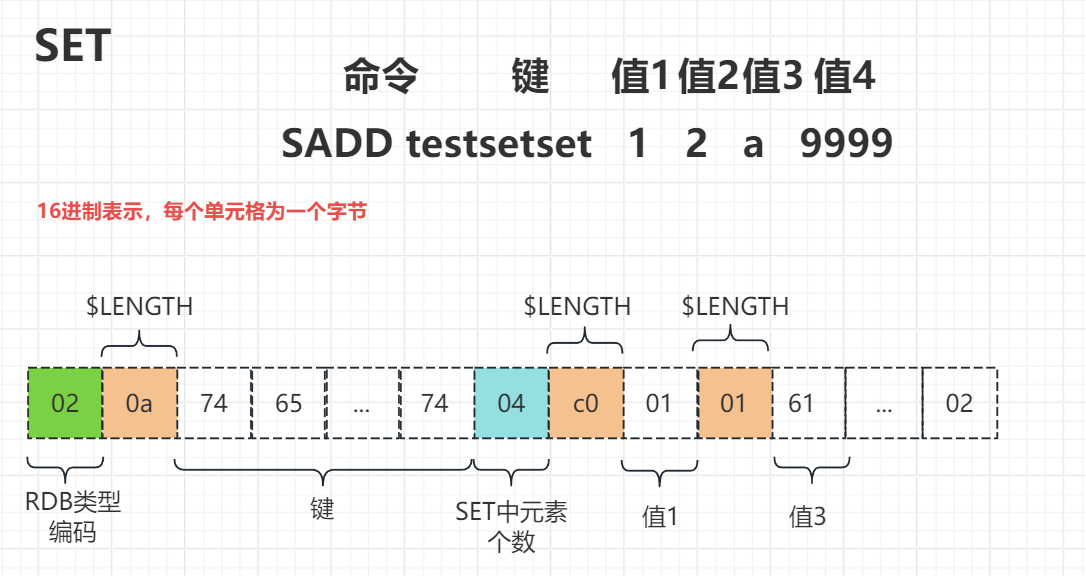 SET
命令 键 值1 值2 值3 值4
SADD testsetset 1 2 a 9999
16进制表示，每个单元格为一个字节
$LENGTH $LENGTH $LENGTH
02 0a 74 65 ... 74 04 c0 01 01 61 ... 02
RDB类型
编码
键
SET中元素
个数
值1
值3